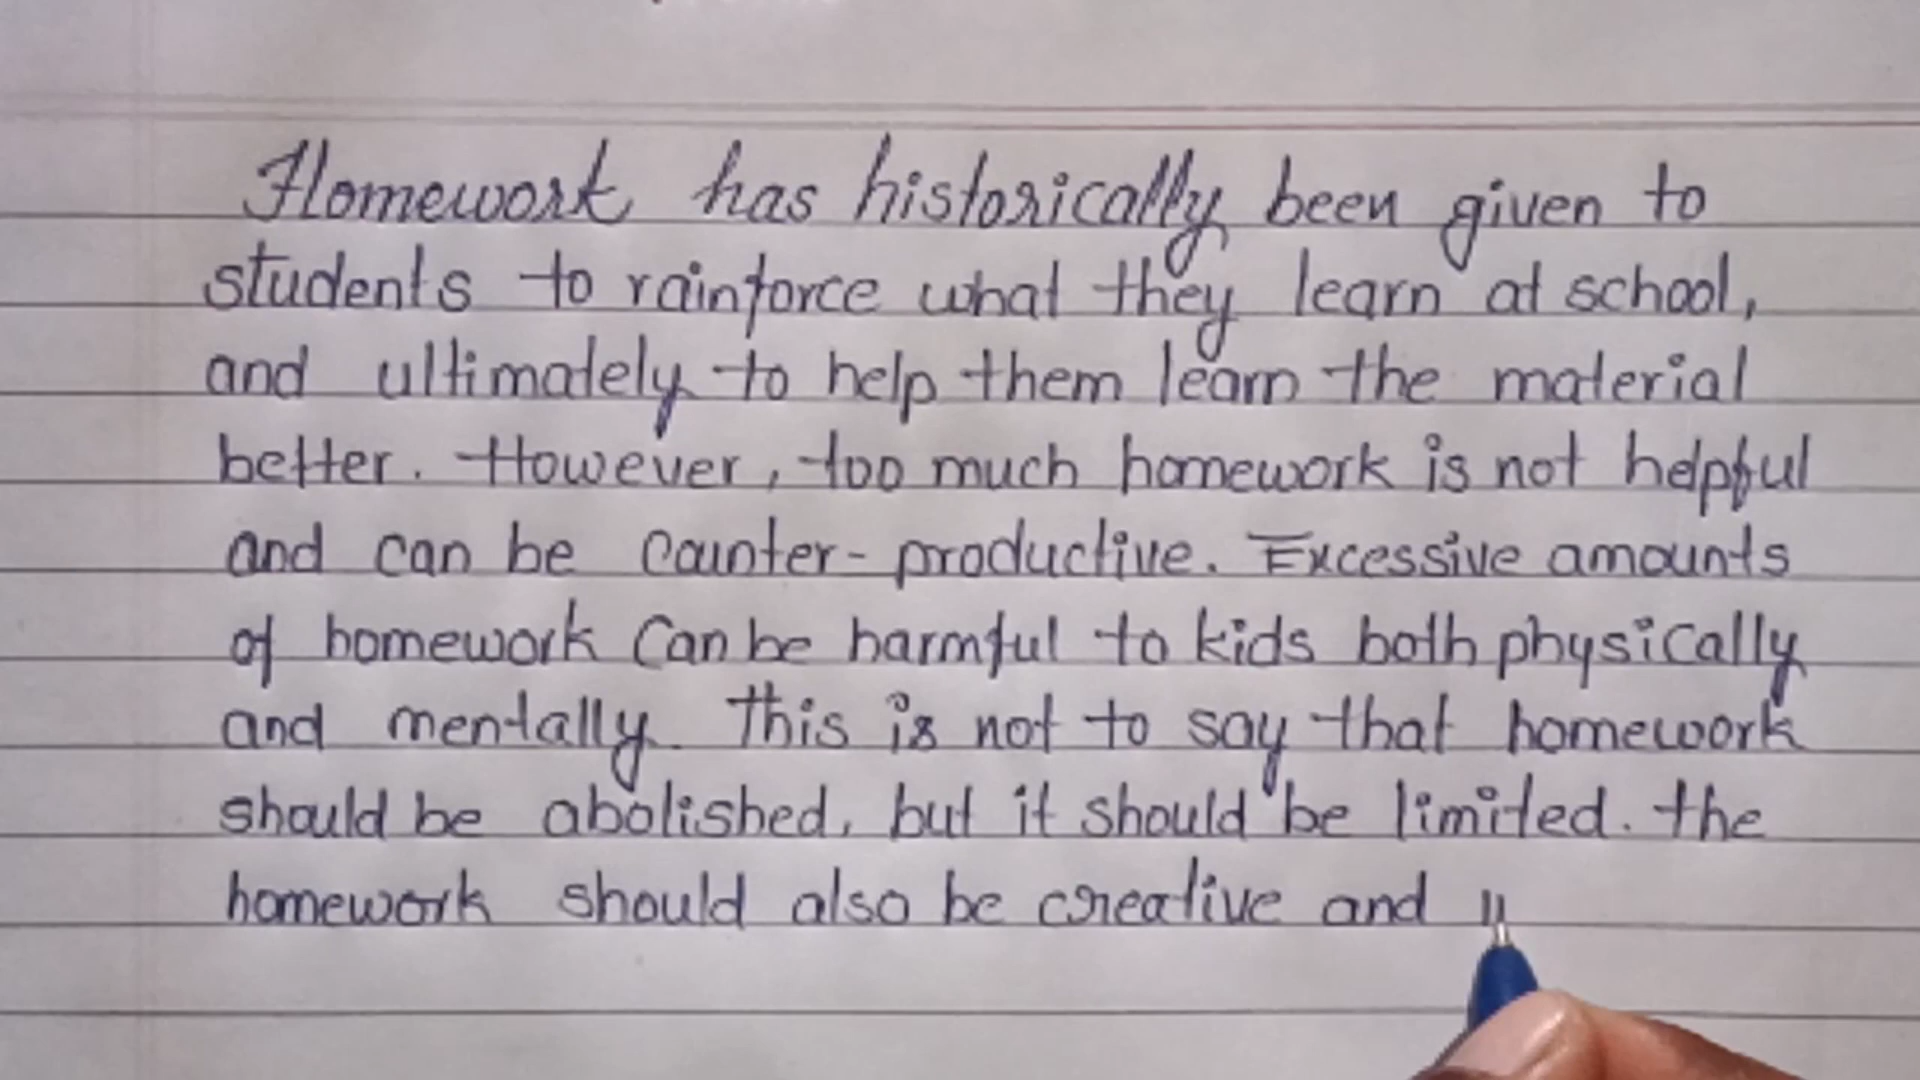 Homework has historically been given to
students to rainforce what they learn at school,
and ultimately to help them learn the material
better. However, too much homework is not helpful
and can be counter-productive. Excessive amounts
of homework can be harmful to kids both physically
and mentally. This is not to say that homework
should be abolished, but it should be limited. the
homework should also be creative and